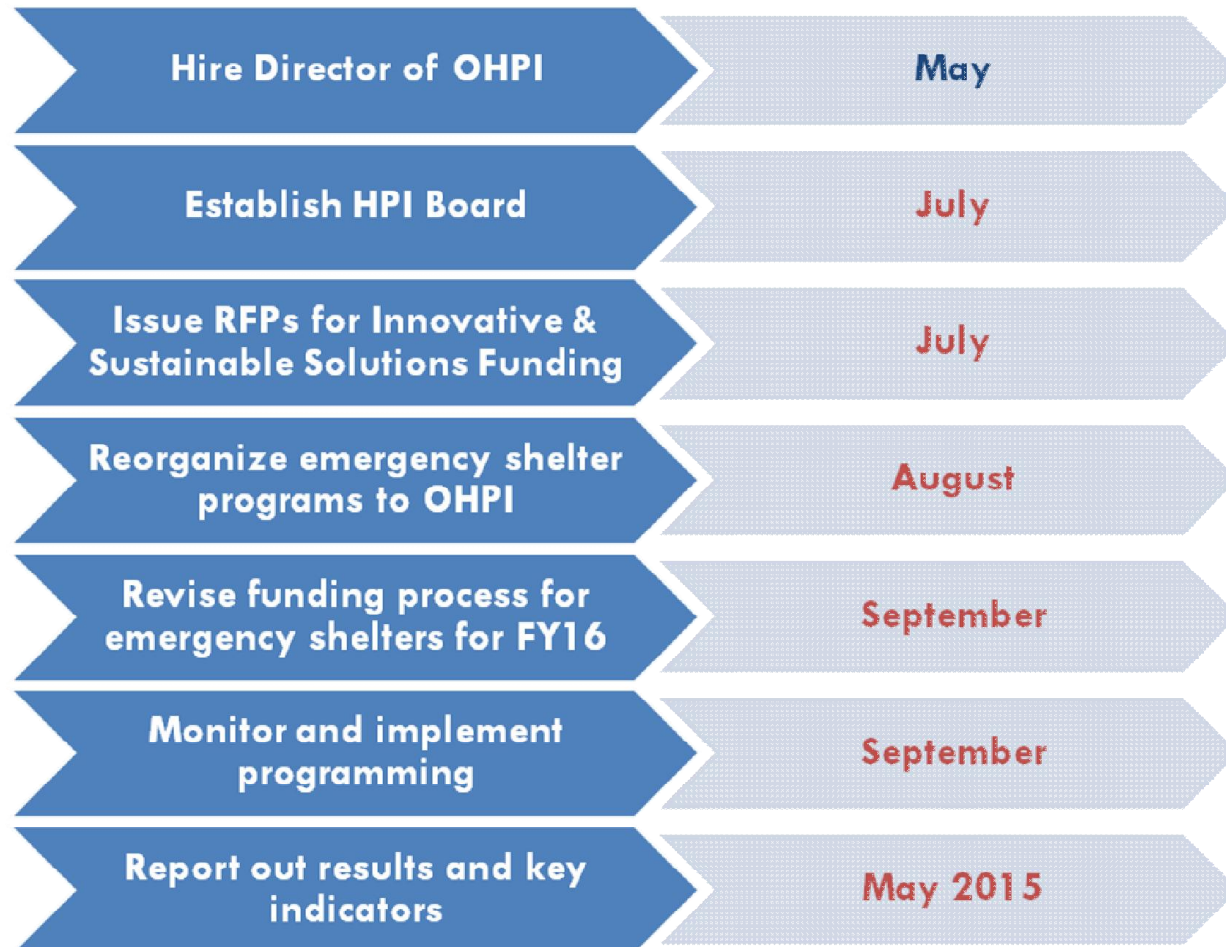 Hire Director of OHPI
May
Establish HPI Board
July
Issue RFPs for Innovative &
Sustainable Solutions Funding
July
Reorganize emergency shelter
programs to OHPI
August
Revise funding process for
emergency shelters for FY16
September
Monitor and implement
programming
September
Report out results and key
indicators
May 2015